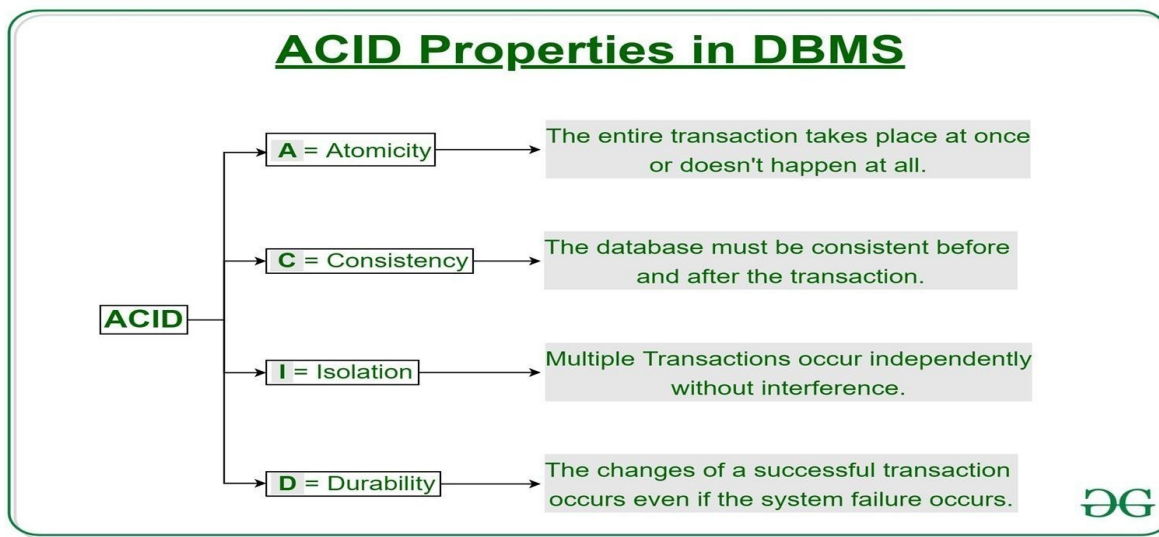 ACID Properties in DBMS
A = Atomicity
The entire transaction takes place at once
or doesn't happen at all.
C = Consistency
The database must be consistent before
and after the transaction.
ACID
I = Isolation
Multiple Transactions occur independently
without interference.
D = Durability
The changes of a successful transaction
occurs even if the system failure occurs.